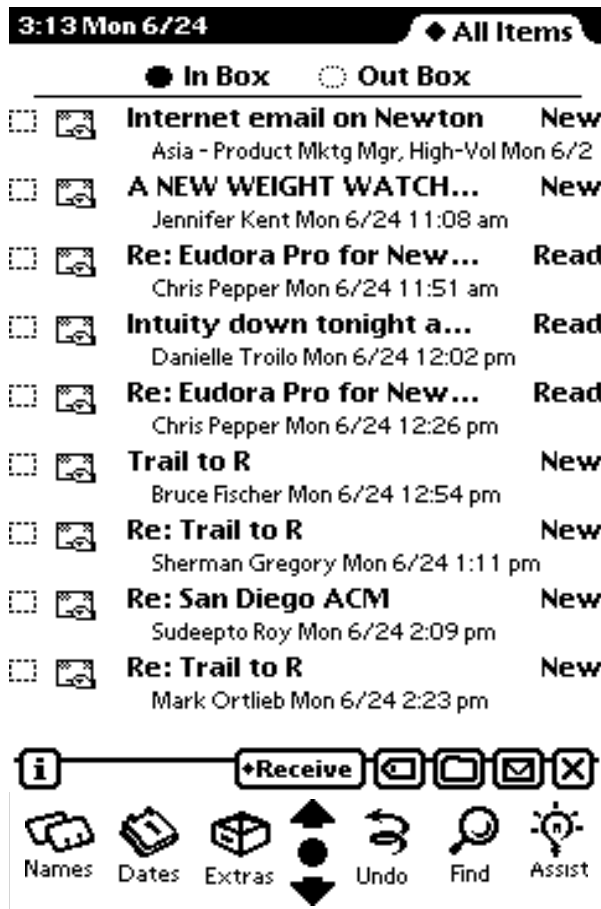 3:13 Mon 6/24
All Items
In Box Out Box
Internet email on Newton New
Asia - Product Mktg Mgr, High-Vol Mon 6/2
A NEW WEIGHT WATCH... New
Jennifer Kent Mon 6/24 11:08 am
Re: Eudora Pro for New... Read
Chris Pepper Mon 6/24 11:51 am
Intuity down tonight a... Read
Danielle Troilo Mon 6/24 12:02 pm
Re: Eudora Pro for New... Read
Chris Pepper Mon 6/24 12:26 pm
Trail to R New
Bruce Fischer Mon 6/24 12:54 pm
Re: Trail to R New
Sherman Gregory Mon 6/24 1:11 pm
Re: San Diego ACM New
Sudeepto Roy Mon 6/24 2:09 pm
Re: Trail to R New
Mark Ortlieb Mon 6/24 2:23 pm
i Receive
Names Dates Extras Undo Find Assist